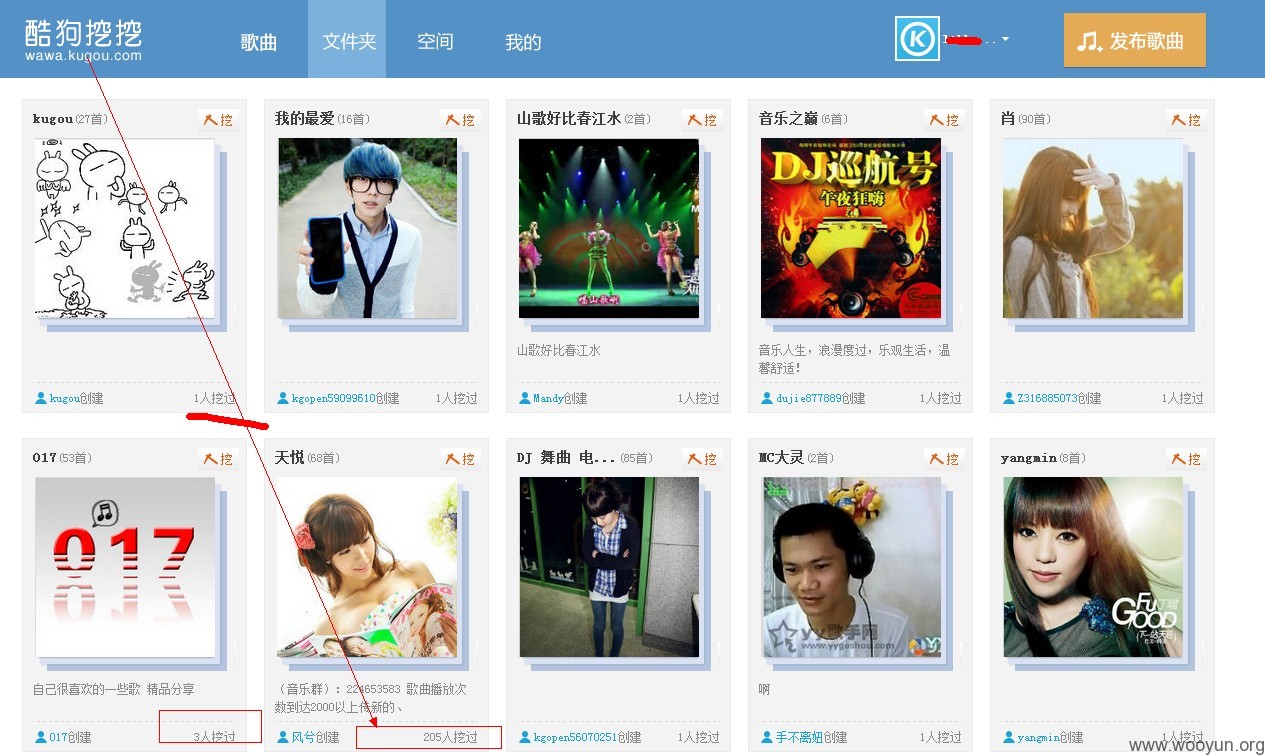 酷狗挖挖
wawa.kugou.com
歌曲 文件夹 空间 我的
发布歌曲
kugou(27首) 挖
我的最爱(16首) 挖
山歌好比春江水(2首) 挖
音乐之巅(6首) 挖
肖(90首) 挖
DJ巡航号
午夜狂嗨
山歌好比春江水
音乐人生，浪漫度过，乐观生活，温
馨舒适！
kugou创建 1人挖过
kgopen59099610创建 1人挖过
Mandy创建 1人挖过
dujie877889创建 1人挖过
Z316885073创建 1人挖过
017(53首) 挖
天悦(68首) 挖
DJ 舞曲 电...(85首) 挖
MC大灵(2首) 挖
yangmin(8首) 挖
017
yy歌手网
www.yygeshou.com
FU
GOOD
自己很喜欢的一些歌 精品分享
（音乐群）：224653583 歌曲播放次
数到达2000以上传新的、
啊
017创建 3人挖过
风兮创建 205人挖过
kgopen56070251创建 1人挖过
手不离妞创建 1人挖过
yangmin创建 1人挖过
www.wooyun.org